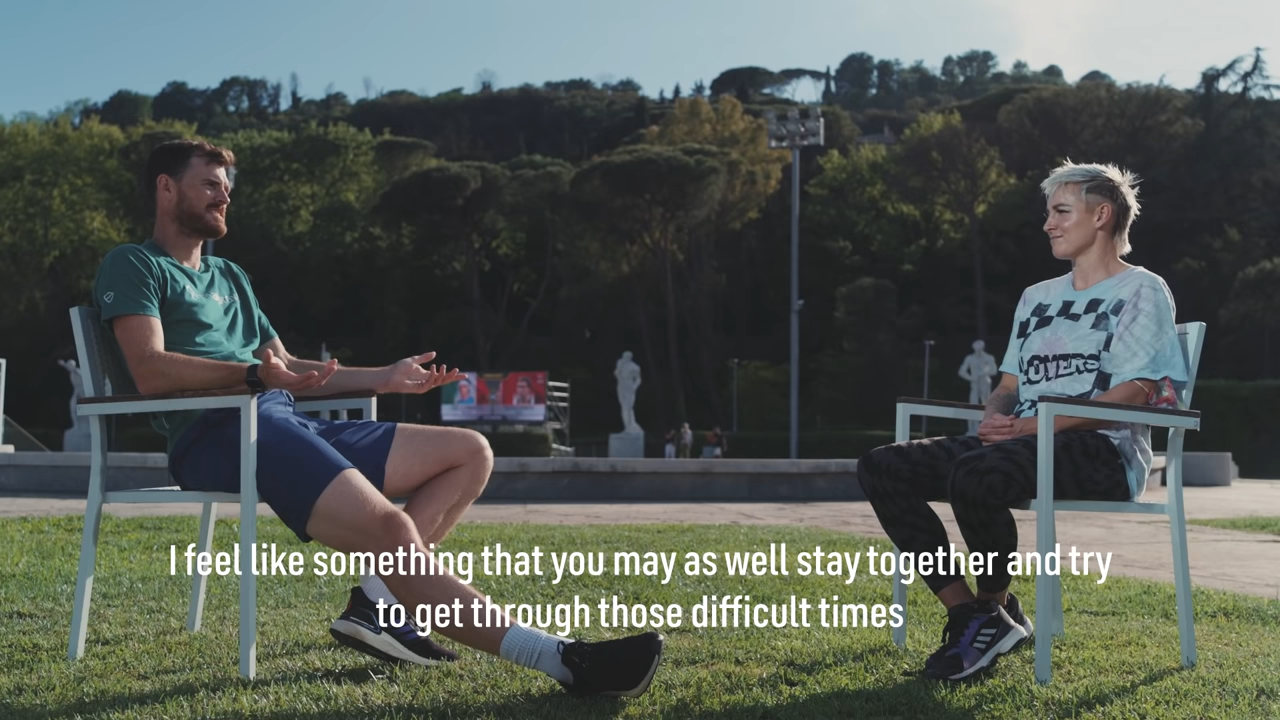 LOVERS
I feel like something that you may as well stay together and try
to get through those difficult times